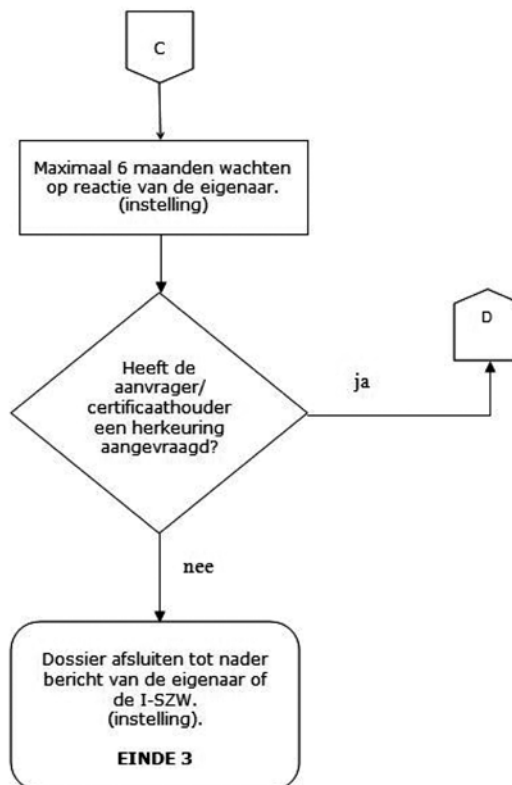 C
Maximaal 6 maanden wachten
op reactie van de eigenaar.
(instelling)
D
Heeft de
aanvrager/
certificaathouder
een herkeuring
aangevraagd?
ja
nee
Dossier afsluiten tot nader
bericht van de eigenaar of
de I-SZW.
(instelling).
EINDE 3